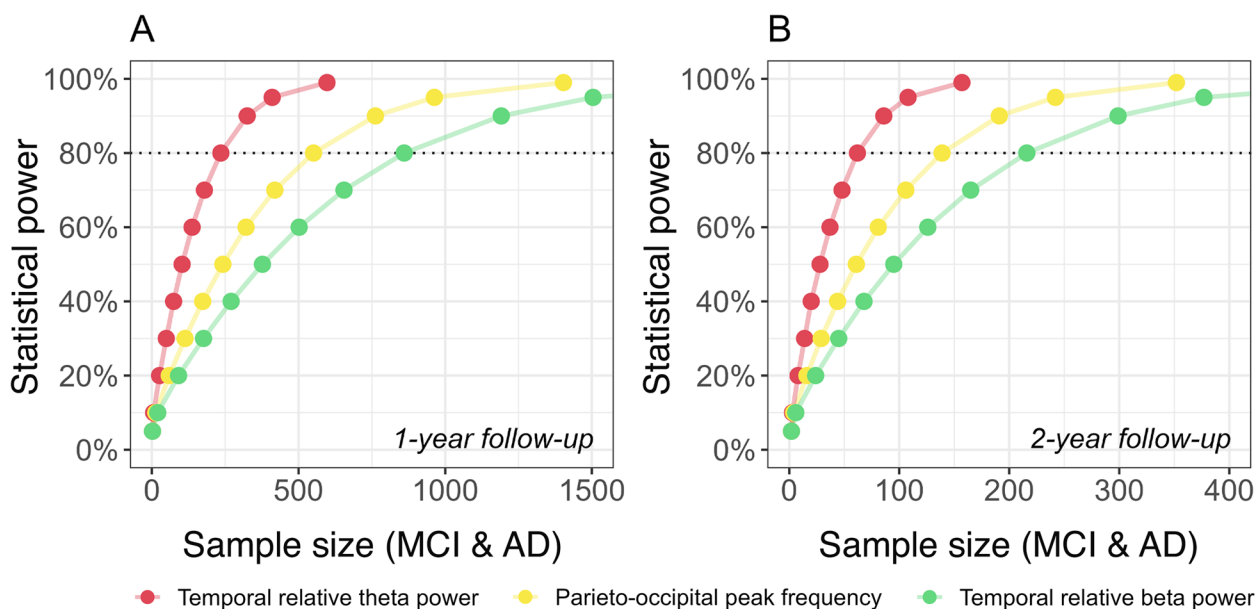 A
100%
80%
60%
40%
20%
0%
Statistical power
1-year follow-up
0 500 1000 1500
Sample size (MCI & AD)
B
100%
80%
60%
40%
20%
0%
Statistical power
2-year follow-up
0 100 200 300 400
Sample size (MCI & AD)
Temporal relative theta power Parieto-occipital peak frequency Temporal relative beta power